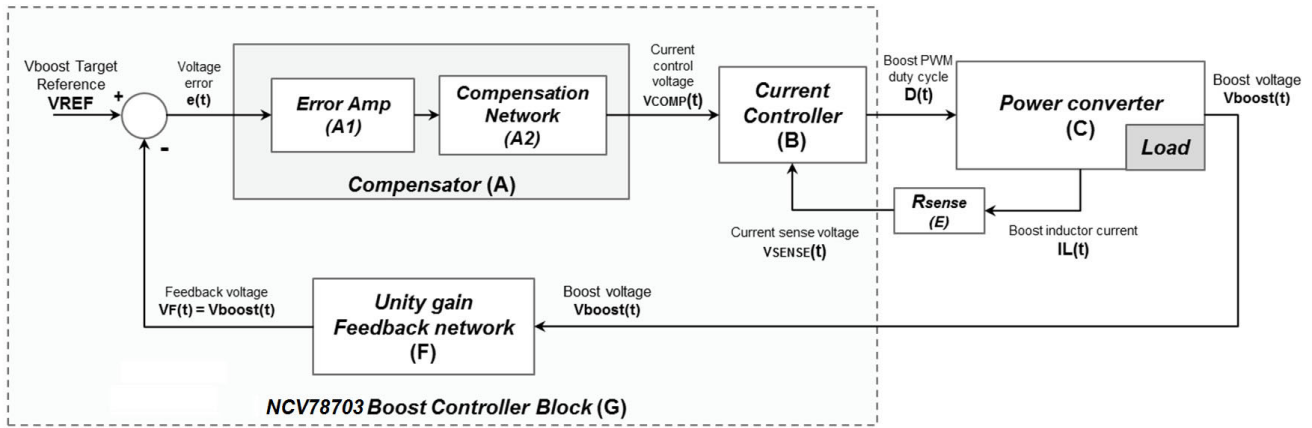 Vboost Target
Reference
VREF
+
-
Voltage
error
e(t)
Error Amp
(A1)
Compensation
Network
(A2)
Compensator (A)
Current
control
voltage
VCOMP(t)
Current
Controller
(B)
Boost PWM
duty cycle
D(t)
Power converter
(C)
Load
Boost voltage
Vboost(t)
Rsense
(E)
Current sense voltage
VSENSE(t)
Boost inductor current
IL(t)
Feedback voltage
VF(t) = Vboost(t)
Unity gain
Feedback network
(F)
Boost voltage
Vboost(t)
NCV78703 Boost Controller Block (G)